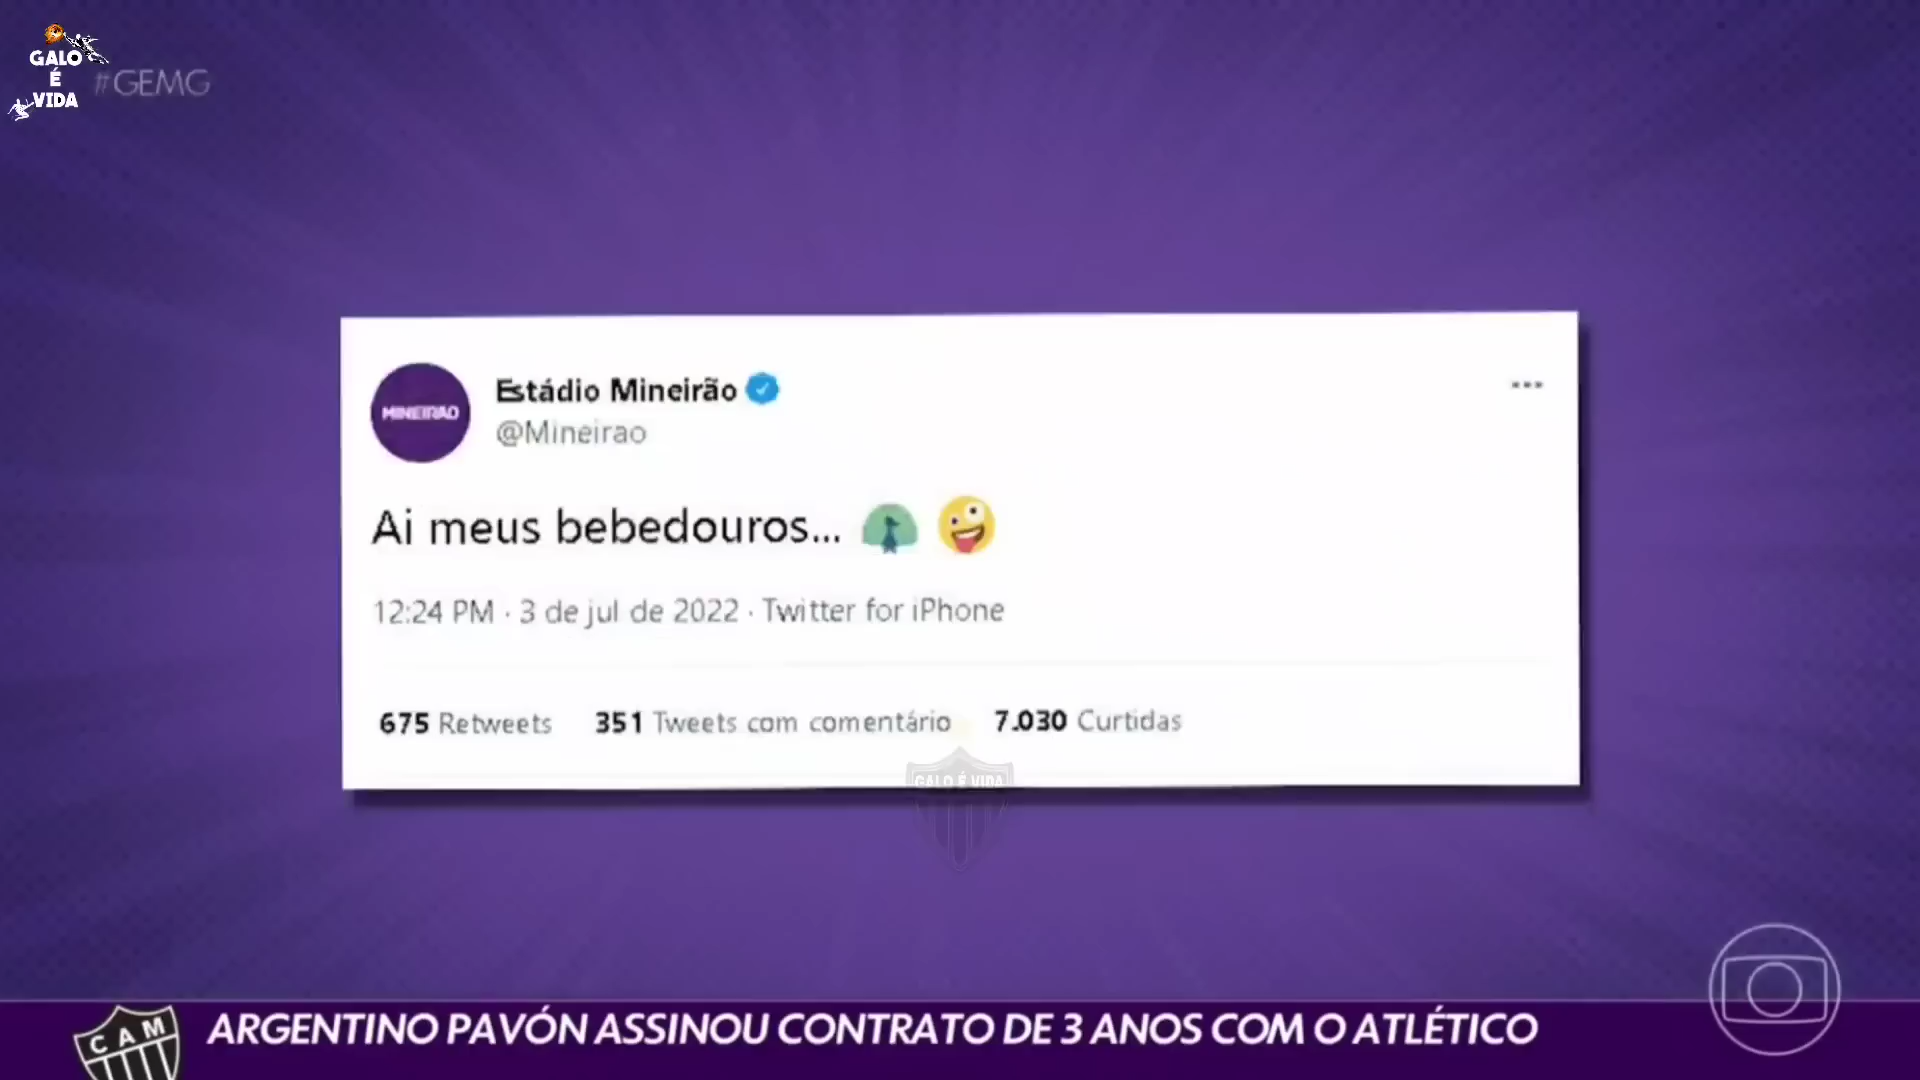 GALO
É
VIDA
#GEMG
MINEIRÃO
Estádio Mineirão
@Mineirao
Ai meus bebedouros... 🦚 🤪
12:24 PM · 3 de jul de 2022 · Twitter for iPhone
675 Retweets 351 Tweets com comentário 7.030 Curtidas
GALO É VIDA
CAM
ARGENTINO PAVÓN ASSINOU CONTRATO DE 3 ANOS COM O ATLÉTICO